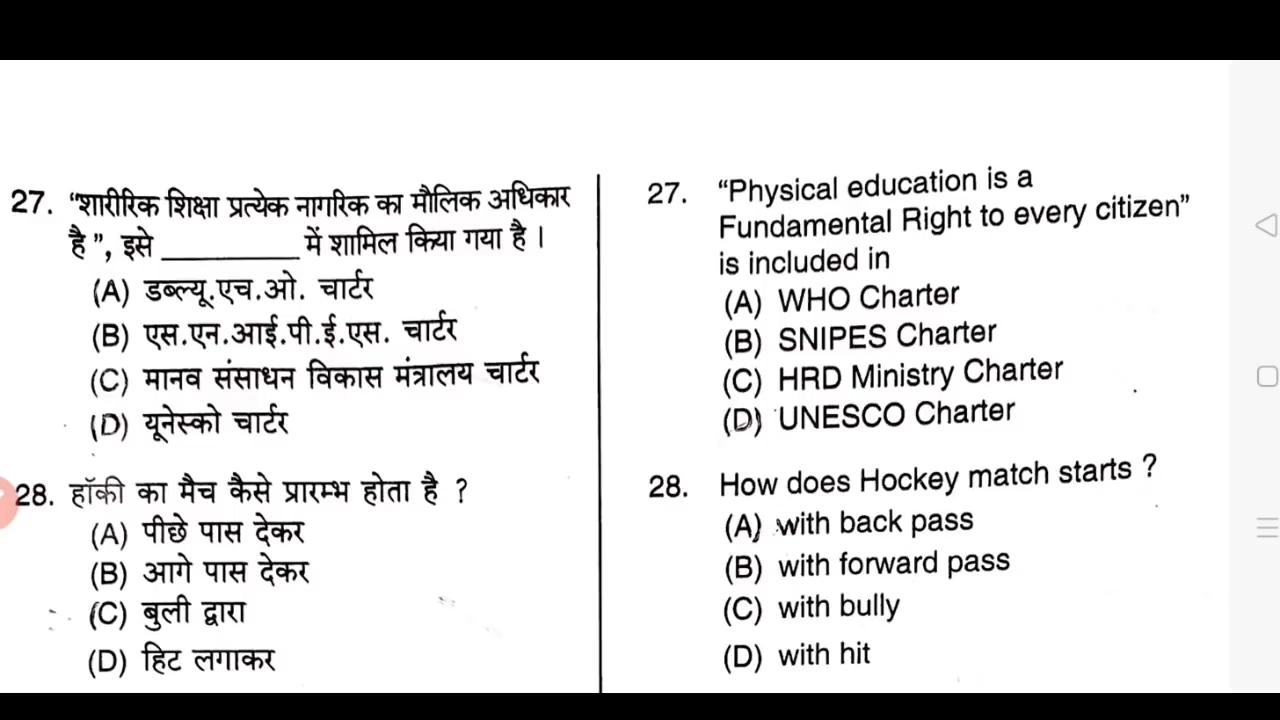 27. “शारीरिक शिक्षा प्रत्येक नागरिक का मौलिक अधिकार
है ”, इसे __________ में शामिल किया गया है ।
(A) डब्ल्यू.एच.ओ. चार्टर
(B) एस.एन.आई.पी.ई.एस. चार्टर
(C) मानव संसाधन विकास मंत्रालय चार्टर
(D) यूनेस्को चार्टर
28. हॉकी का मैच कैसे प्रारम्भ होता है ?
(A) पीछे पास देकर
(B) आगे पास देकर
(C) बुली द्वारा
(D) हिट लगाकर
27. “Physical education is a
Fundamental Right to every citizen”
is included in
(A) WHO Charter
(B) SNIPES Charter
(C) HRD Ministry Charter
(D) UNESCO Charter
28. How does Hockey match starts ?
(A) with back pass
(B) with forward pass
(C) with bully
(D) with hit